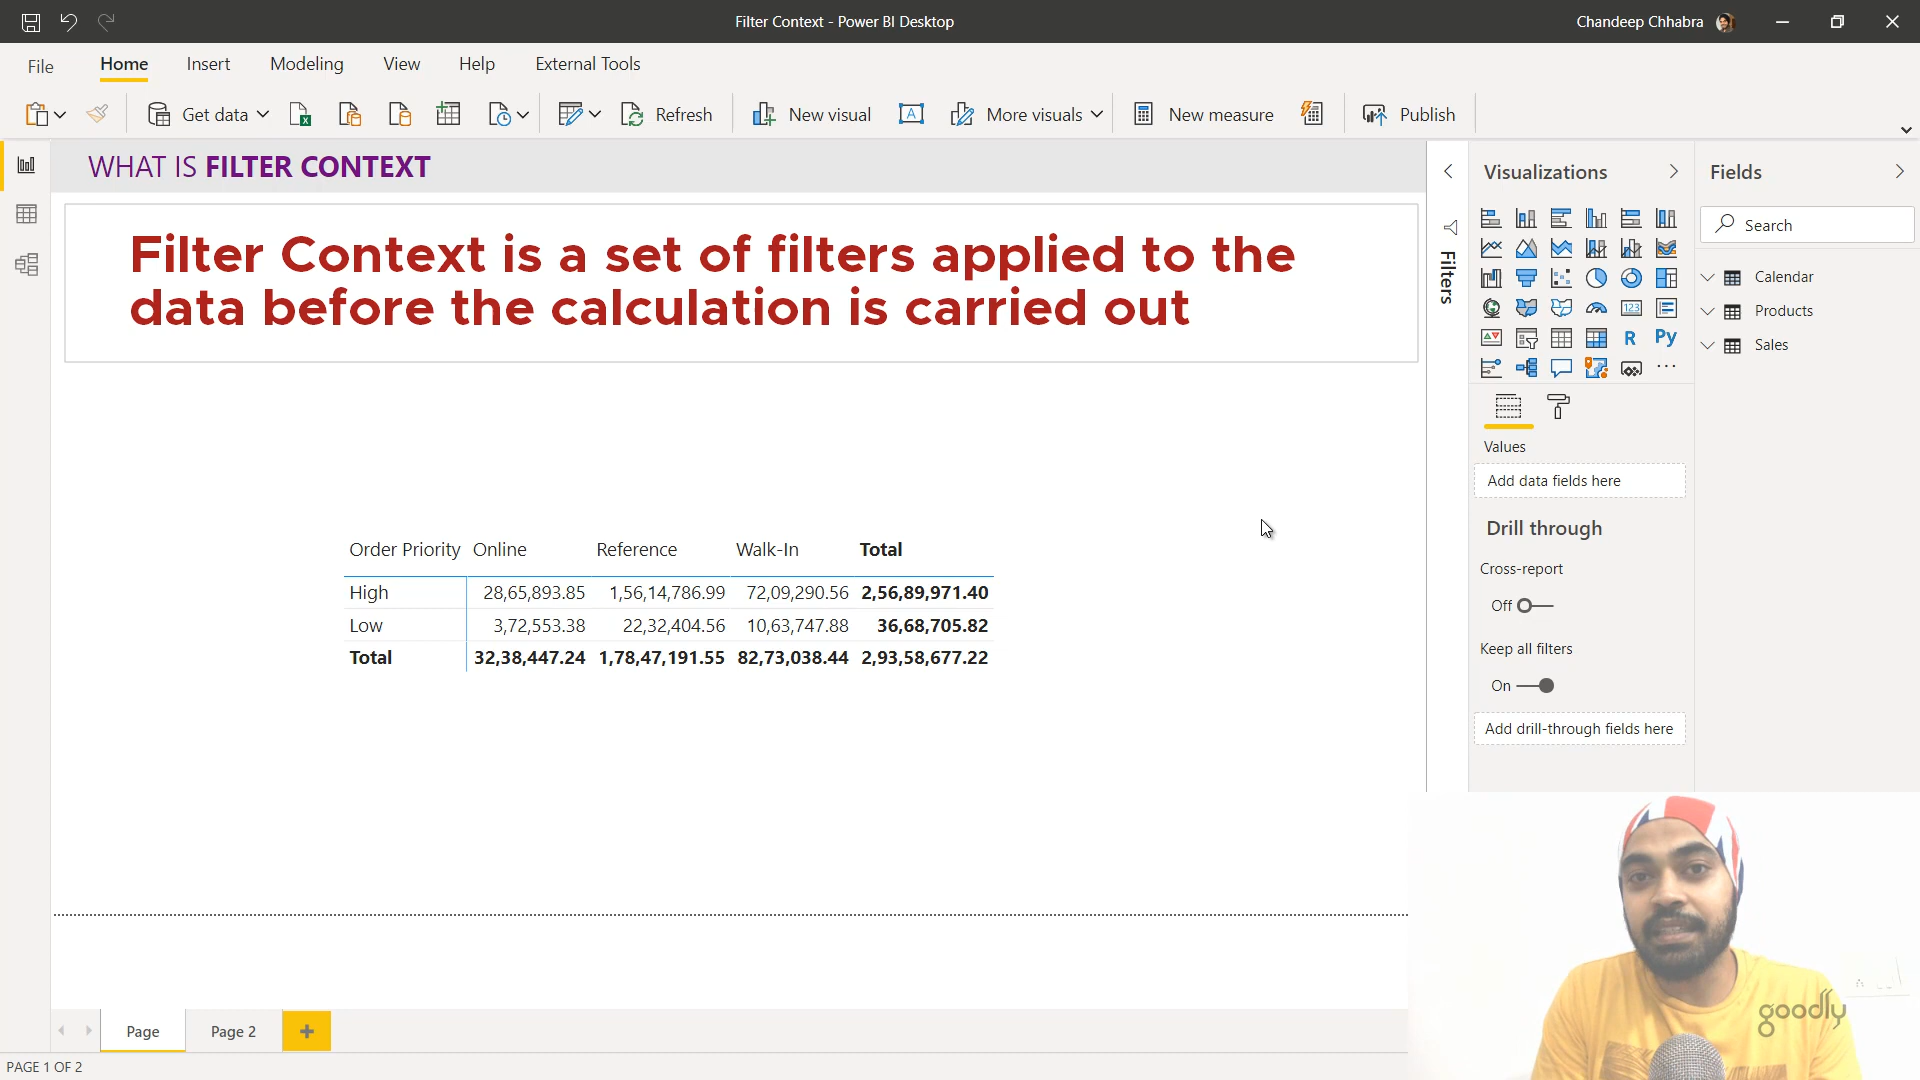 Filter Context - Power BI Desktop
Chandeep Chhabra
File
Home
Insert
Modeling
View
Help
External Tools
Get data
Refresh
New visual
More visuals
New measure
Publish
WHAT IS FILTER CONTEXT
Filter Context is a set of filters applied to the
data before the calculation is carried out
Order Priority Online Reference Walk-In Total
High 28,65,893.85 1,56,14,786.99 72,09,290.56 2,56,89,971.40
Low 3,72,553.38 22,32,404.56 10,63,747.88 36,68,705.82
Total 32,38,447.24 1,78,47,191.55 82,73,038.44 2,93,58,677.22
Filters
Visualizations
123
R
Py
Values
Add data fields here
Drill through
Cross-report
Off
Keep all filters
On
Add drill-through fields here
Fields
Search
Calendar
Products
Sales
goodly
Page
Page 2
PAGE 1 OF 2